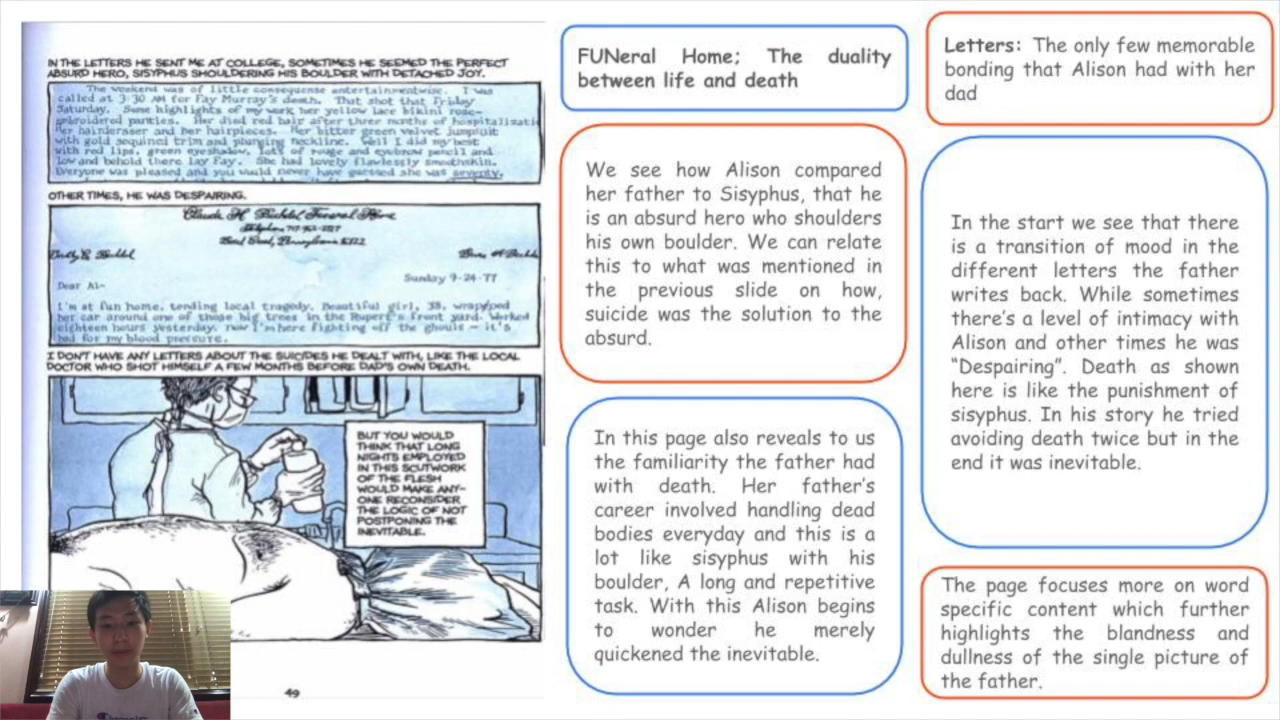 IN THE LETTERS HE SENT ME AT COLLEGE, SOMETIMES HE SEEMED THE PERFECT
ABSURD HERO, SISYPHUS SHOULDERING HIS BOULDER WITH DETACHED JOY.
The weekend was of little consequense entertainmentwise. I was
called at 3:30 AM for Fay Murray's death. That shot that Friday
Saturday. Some highlights of my work her yellow lace bikini rose-
embroidered panties. Her died red hair after three months of hospitalizati
Her hairdersser and her hairpieces. Her bitter green velvet jumpsuit
with gold sequined trim and plunging neckline. Well I did my best
with red lips, green eyeshadow, lots of rouge and eyebrow pencil and
low and behold there lay Fay. She had lovely flawlessly smoothskin.
Everyone was pleased and you would never have guessed she was seventy.
OTHER TIMES, HE WAS DESPAIRING.
Claude H. Bechdel Funeral Home
Sunday 9-24-77
Dear Al-
I'm at fun home, tending local tragedy. Beautiful girl, 38, wrapped
her car around one of those big trees in the Rupert's front yard. Worked
eighteen hours yesterday. now I'm here fighting off the ghouls — it's
bad for my blood pressure.
I DON'T HAVE ANY LETTERS ABOUT THE SUICIDES HE DEALT WITH, LIKE THE LOCAL
DOCTOR WHO SHOT HIMSELF A FEW MONTHS BEFORE DAD'S OWN DEATH.
BUT YOU WOULD
THINK THAT LONG
NIGHTS EMPLOYED
IN THIS SCUTWORK
OF THE FLESH
WOULD MAKE ANY-
ONE RECONSIDER
THE LOGIC OF NOT
POSTPONING THE
INEVITABLE.
49
FUNeral Home; The duality
between life and death
We see how Alison compared
her father to Sisyphus, that he
is an absurd hero who shoulders
his own boulder. We can relate
this to what was mentioned in
the previous slide on how,
suicide was the solution to the
absurd.
In this page also reveals to us
the familiarity the father had
with death. Her father's
career involved handling dead
bodies everyday and this is a
lot like sisyphus with his
boulder, A long and repetitive
task. With this Alison begins
to wonder he merely
quickened the inevitable.
Letters: The only few memorable
bonding that Alison had with her
dad
In the start we see that there
is a transition of mood in the
different letters the father
writes back. While sometimes
there's a level of intimacy with
Alison and other times he was
“Despairing”. Death as shown
here is like the punishment of
sisyphus. In his story he tried
avoiding death twice but in the
end it was inevitable.
The page focuses more on word
specific content which further
highlights the blandness and
dullness of the single picture of
the father.